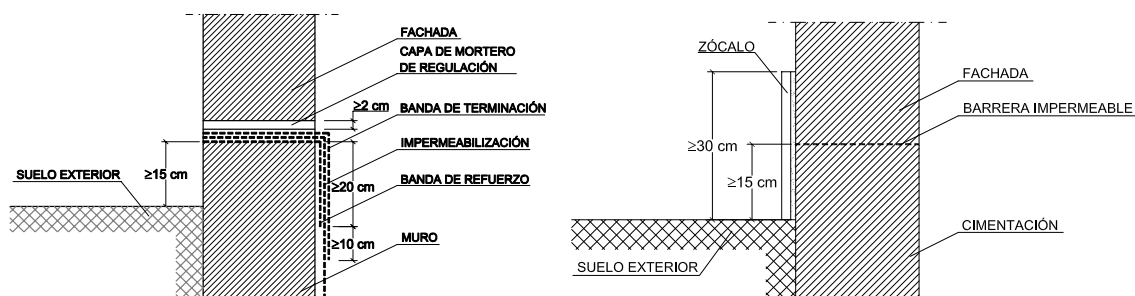 FACHADA
CAPA DE MORTERO
DE REGULACIÓN
≥2 cm
BANDA DE TERMINACIÓN
IMPERMEABILIZACIÓN
≥15 cm
SUELO EXTERIOR
≥20 cm
BANDA DE REFUERZO
≥10 cm
MURO
ZÓCALO
FACHADA
BARRERA IMPERMEABLE
≥30 cm
≥15 cm
CIMENTACIÓN
SUELO EXTERIOR